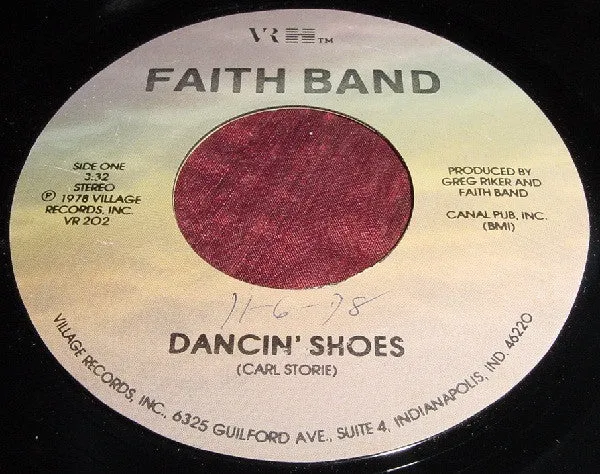 VR TM
FAITH BAND
SIDE ONE
3:32
STEREO
Ⓟ 1978 VILLAGE
RECORDS, INC.
VR 202
PRODUCED BY
GREG RIKER AND
FAITH BAND
CANAL PUB, INC.
(BMI)
11-6-78
DANCIN' SHOES
(CARL STORIE)
VILLAGE RECORDS, INC., 6325 GUILFORD AVE., SUITE 4, INDIANAPOLIS, IND. 46220